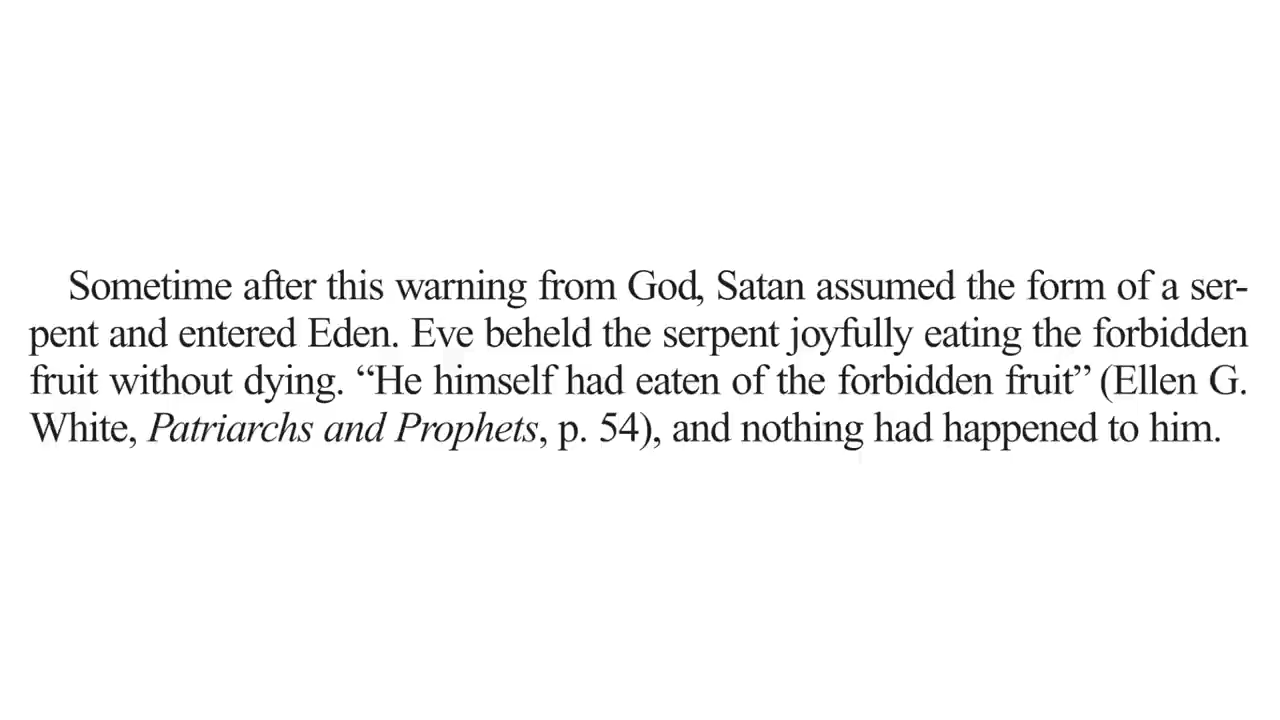 Sometime after this warning from God, Satan assumed the form of a ser-
pent and entered Eden. Eve beheld the serpent joyfully eating the forbidden
fruit without dying. “He himself had eaten of the forbidden fruit” (Ellen G.
White, Patriarchs and Prophets, p. 54), and nothing had happened to him.